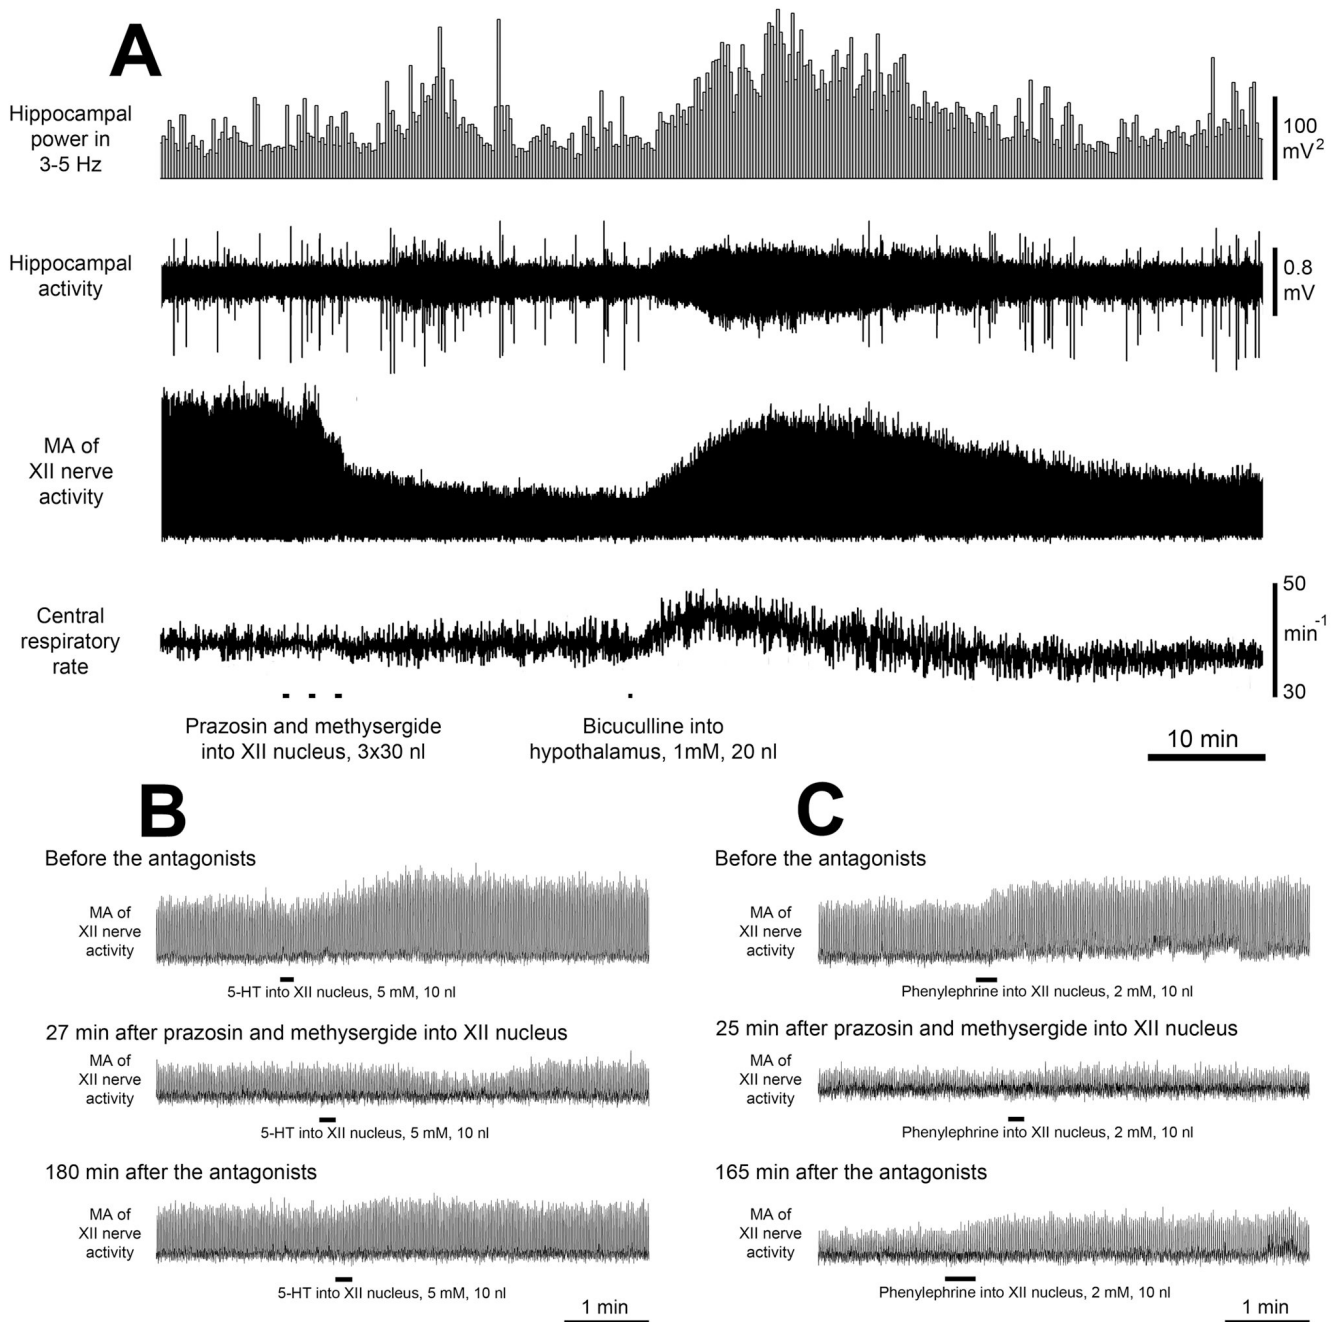 A
Hippocampal
power in
3-5 Hz
100
mV2
Hippocampal
activity
0.8
mV
MA of
XII nerve
activity
Central
respiratory
rate
50
min-1
30
Prazosin and methysergide
into XII nucleus, 3x30 nl
Bicuculline into
hypothalamus, 1mM, 20 nl
10 min
B
Before the antagonists
MA of
XII nerve
activity
5-HT into XII nucleus, 5 mM, 10 nl
27 min after prazosin and methysergide into XII nucleus
MA of
XII nerve
activity
5-HT into XII nucleus, 5 mM, 10 nl
180 min after the antagonists
MA of
XII nerve
activity
5-HT into XII nucleus, 5 mM, 10 nl
1 min
C
Before the antagonists
MA of
XII nerve
activity
Phenylephrine into XII nucleus, 2 mM, 10 nl
25 min after prazosin and methysergide into XII nucleus
MA of
XII nerve
activity
Phenylephrine into XII nucleus, 2 mM, 10 nl
165 min after the antagonists
MA of
XII nerve
activity
Phenylephrine into XII nucleus, 2 mM, 10 nl
1 min